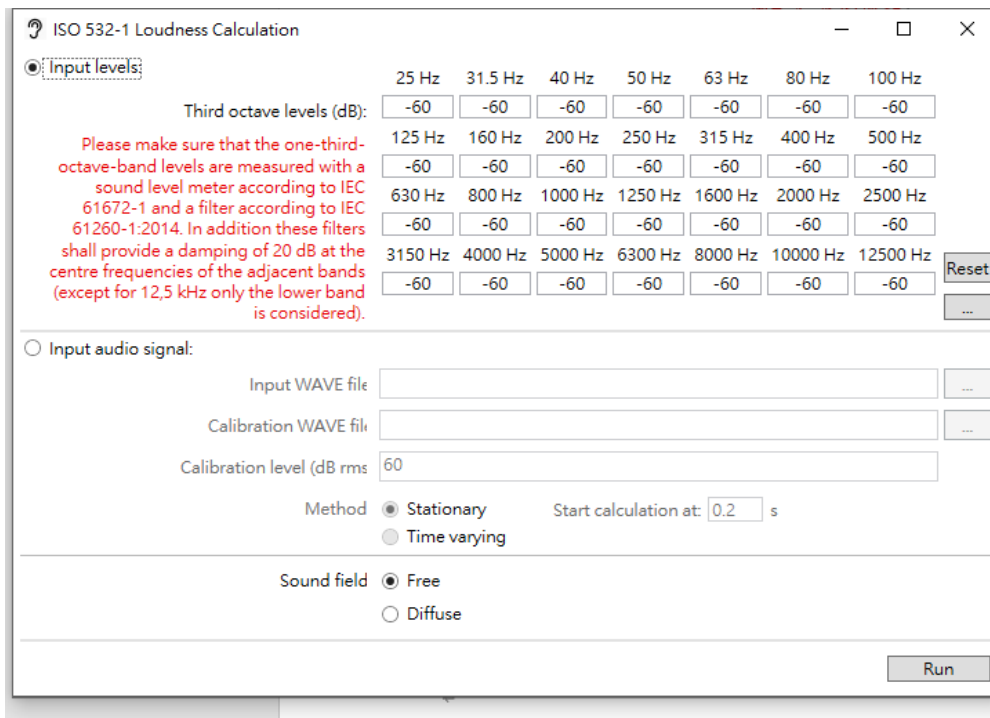 ISO 532-1 Loudness Calculation
Input levels:
25 Hz 31.5 Hz 40 Hz 50 Hz 63 Hz 80 Hz 100 Hz
Third octave levels (dB): -60 -60 -60 -60 -60 -60 -60
125 Hz 160 Hz 200 Hz 250 Hz 315 Hz 400 Hz 500 Hz
-60 -60 -60 -60 -60 -60 -60
630 Hz 800 Hz 1000 Hz 1250 Hz 1600 Hz 2000 Hz 2500 Hz
-60 -60 -60 -60 -60 -60 -60
3150 Hz 4000 Hz 5000 Hz 6300 Hz 8000 Hz 10000 Hz 12500 Hz
-60 -60 -60 -60 -60 -60 -60
Please make sure that the one-third-
octave-band levels are measured with a
sound level meter according to IEC
61672-1 and a filter according to IEC
61260-1:2014. In addition these filters
shall provide a damping of 20 dB at the
centre frequencies of the adjacent bands
(except for 12,5 kHz only the lower band
is considered).
Reset
...
Input audio signal:
Input WAVE file ...
Calibration WAVE fil ...
Calibration level (dB rms 60
Method Stationary Start calculation at: 0.2 s
Time varying
Sound field Free
Diffuse
Run